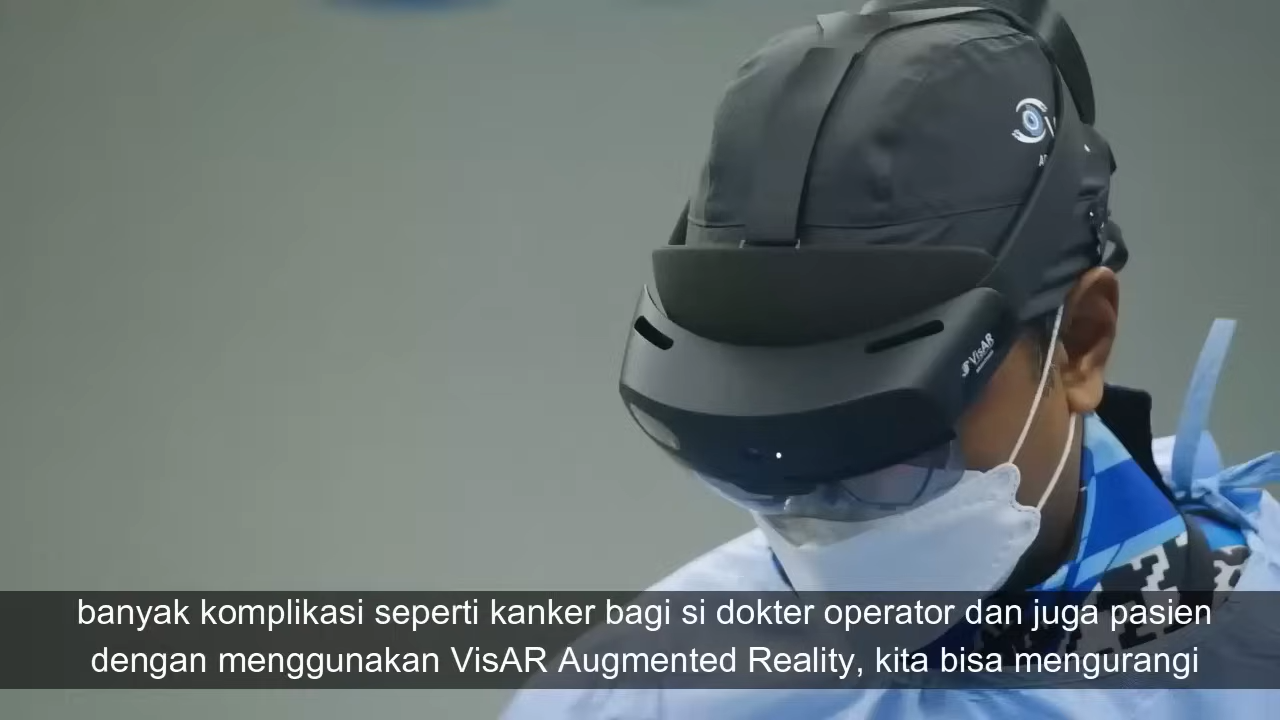 VisAR
banyak komplikasi seperti kanker bagi si dokter operator dan juga pasien
dengan menggunakan VisAR Augmented Reality, kita bisa mengurangi